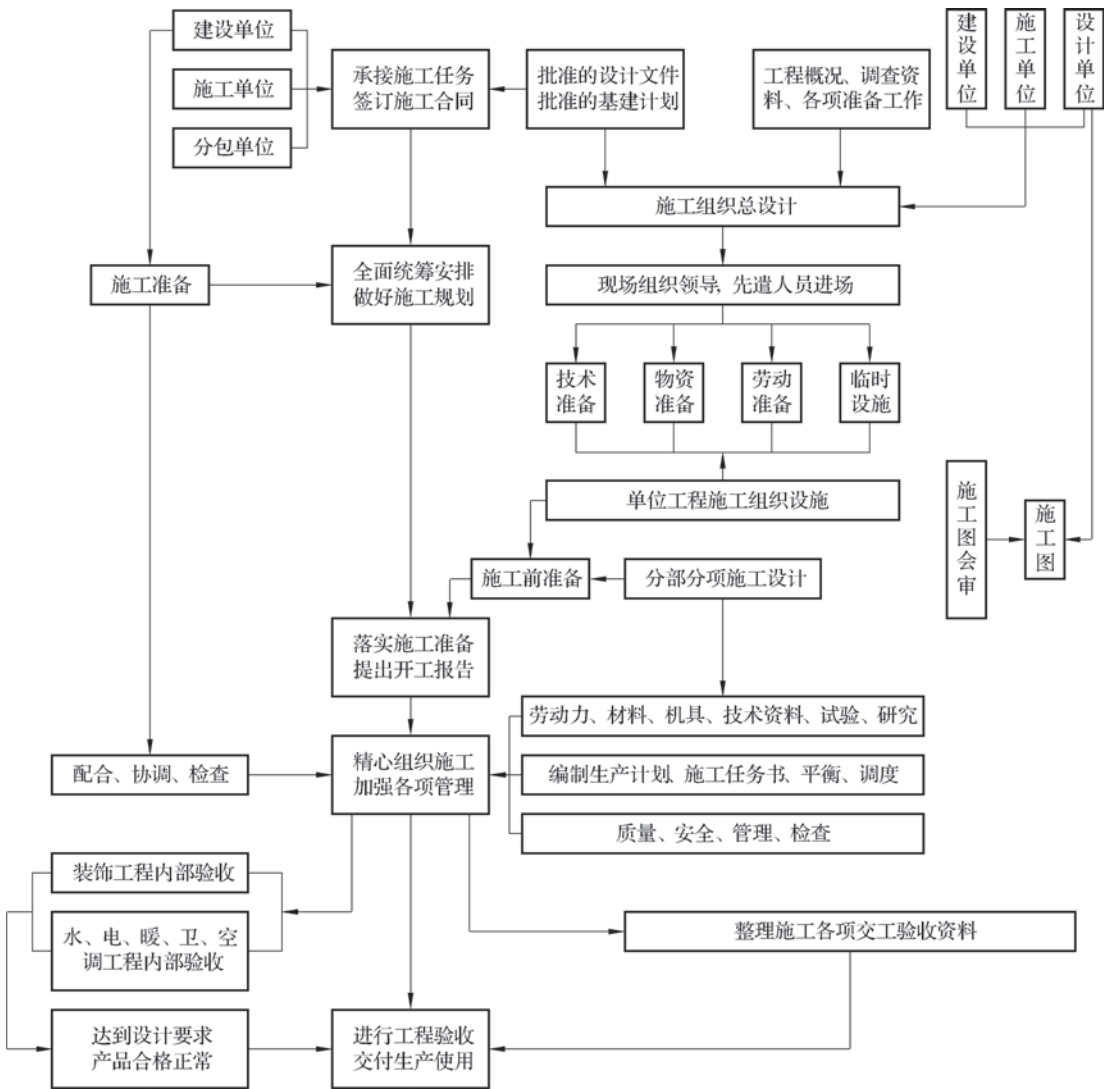 建设单位
施工单位
分包单位
承接施工任务
签订施工合同
批准的设计文件
批准的基建计划
工程概况、调查资
料、各项准备工作
建设单位
施工单位
设计单位
施工组织总设计
施工准备
全面统筹安排
做好施工规划
现场组织领导，先遣人员进场
技术
准备
物资
准备
劳动
准备
临时
设施
单位工程施工组织设施
施工图会审
施工图
施工前准备
分部分项施工设计
落实施工准备
提出开工报告
劳动力、材料、机具、技术资料、试验、研究
配合、协调、检查
精心组织施工
加强各项管理
编制生产计划、施工任务书、平衡、调度
质量、安全、管理、检查
装饰工程内部验收
水、电、暖、卫、空
调工程内部验收
整理施工各项交工验收资料
达到设计要求
产品合格正常
进行工程验收
交付生产使用